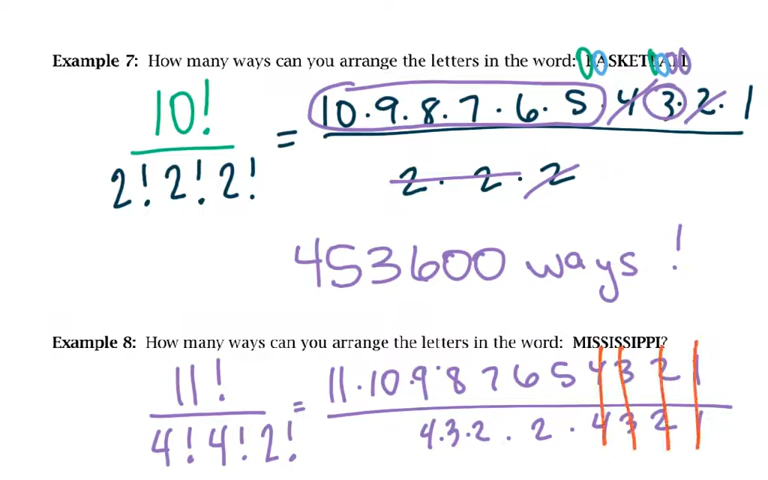 Example 7: How many ways can you arrange the letters in the word: BASKETBALL
10! / 2! 2! 2! = 10 · 9 · 8 · 7 · 6 · 5 · 4 · 3 · 2 · 1 / 2 · 2 · 2
453600 ways !
Example 8: How many ways can you arrange the letters in the word: MISSISSIPPI?
11! / 4! 4! 2! = 11 · 10 · 9 · 8 7 6 5 4 3 2 1 / 4 · 3 · 2 · 2 · 4 3 2 1